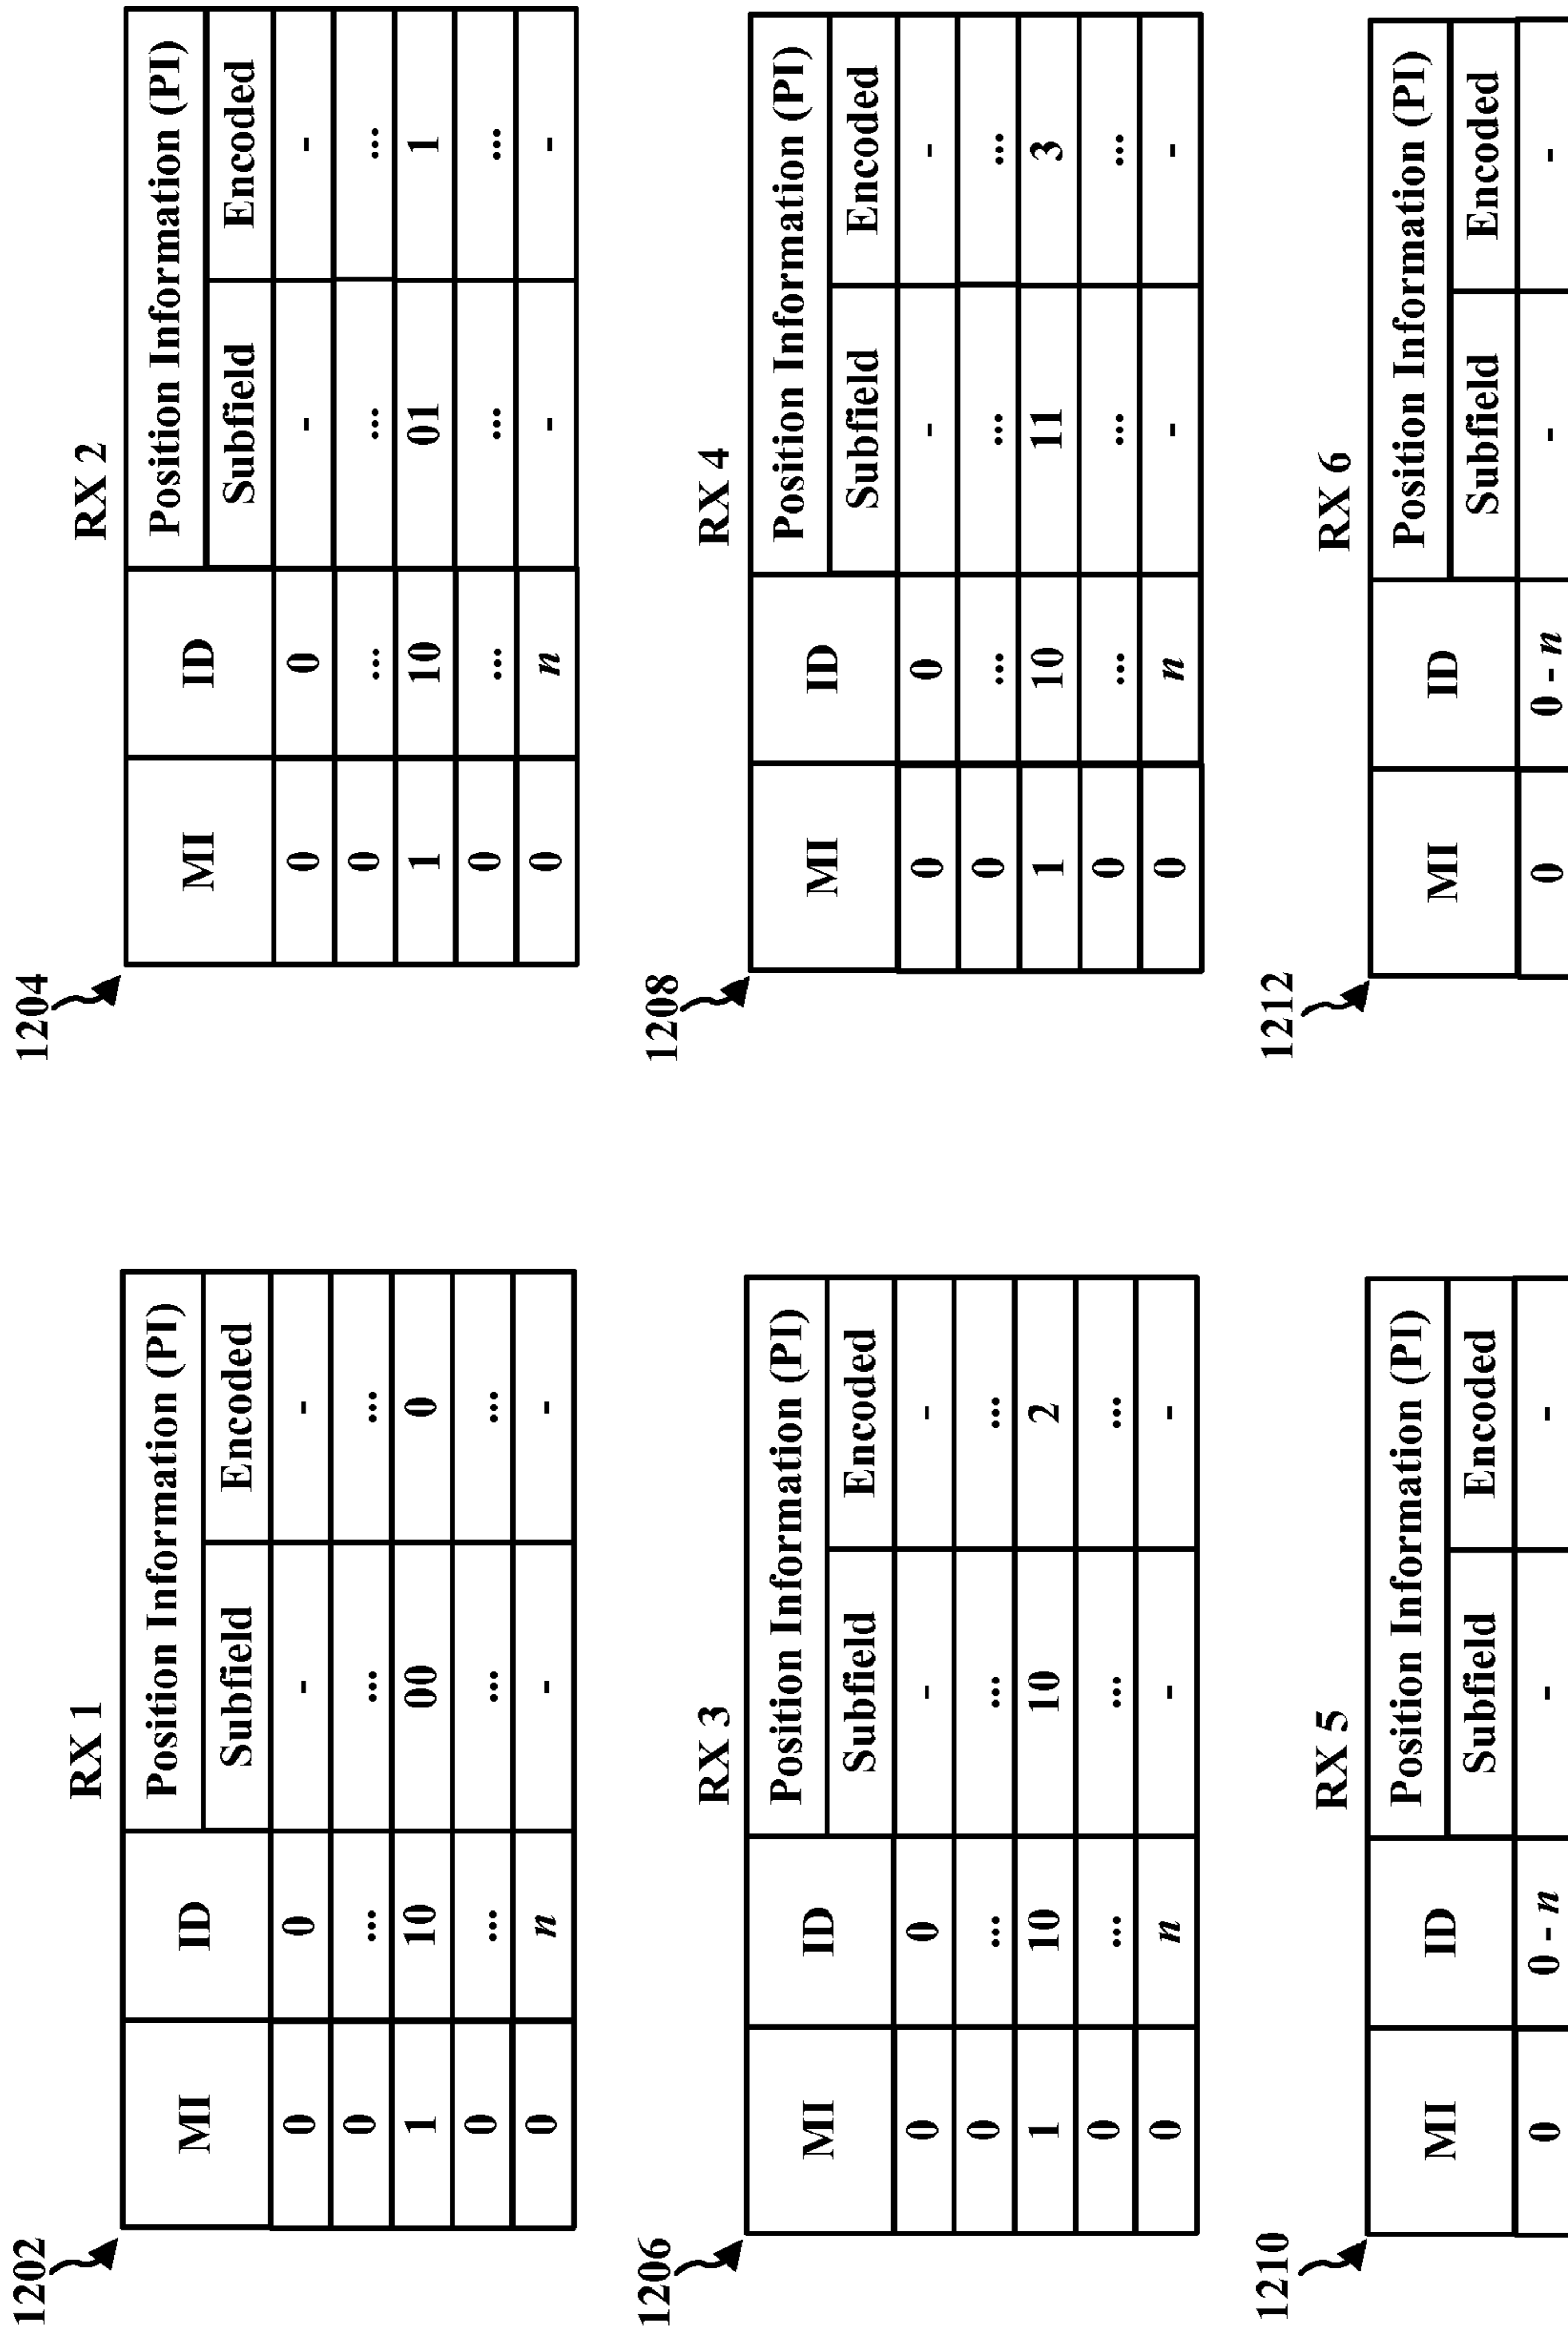 1202
RX 1
MI ID Position Information (PI)
Subfield Encoded
0 0 - -
0 ... ... ...
1 10 00 0
0 ... ... ...
0 n - -
1204
RX 2
MI ID Position Information (PI)
Subfield Encoded
0 0 - -
0 ... ... ...
1 10 01 1
0 ... ... ...
0 n - -
1206
RX 3
MI ID Position Information (PI)
Subfield Encoded
0 0 - -
0 ... ... ...
1 10 10 2
0 ... ... ...
0 n - -
1208
RX 4
MI ID Position Information (PI)
Subfield Encoded
0 0 - -
0 ... ... ...
1 10 11 3
0 ... ... ...
0 n - -
1210
RX 5
MI ID Position Information (PI)
Subfield Encoded
0 0 - n - -
1212
RX 6
MI ID Position Information (PI)
Subfield Encoded
0 0 - n - -